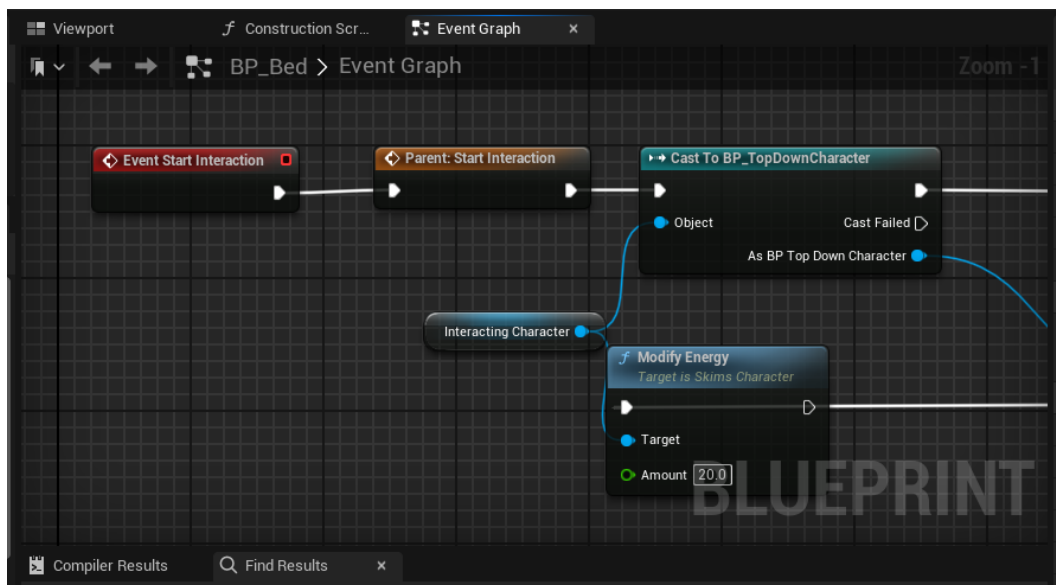 Viewport
Construction Scr...
Event Graph
BP_Bed > Event Graph
Zoom -1
Event Start Interaction
Parent: Start Interaction
Cast To BP_TopDownCharacter
Object
Cast Failed
As BP Top Down Character
Interacting Character
Modify Energy
Target is Skims Character
Target
Amount 20.0
BLUEPRINT
Compiler Results
Find Results